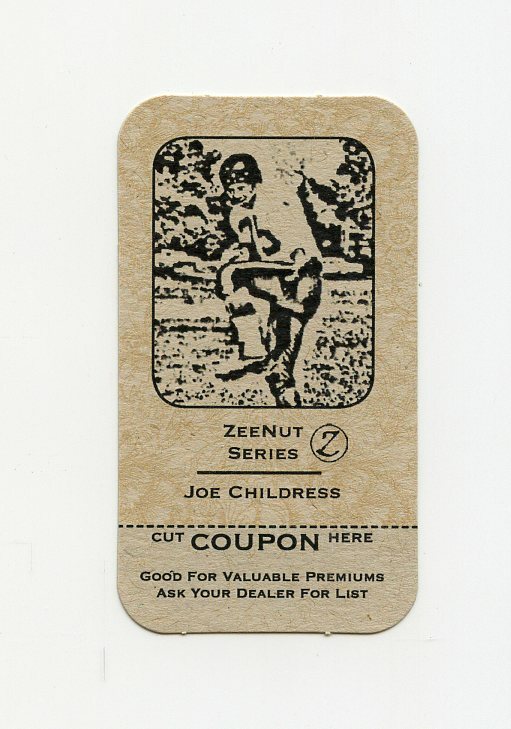 ZEENUT
SERIES Z
JOE CHILDRESS
CUT COUPON HERE
GOOD FOR VALUABLE PREMIUMS
ASK YOUR DEALER FOR LIST